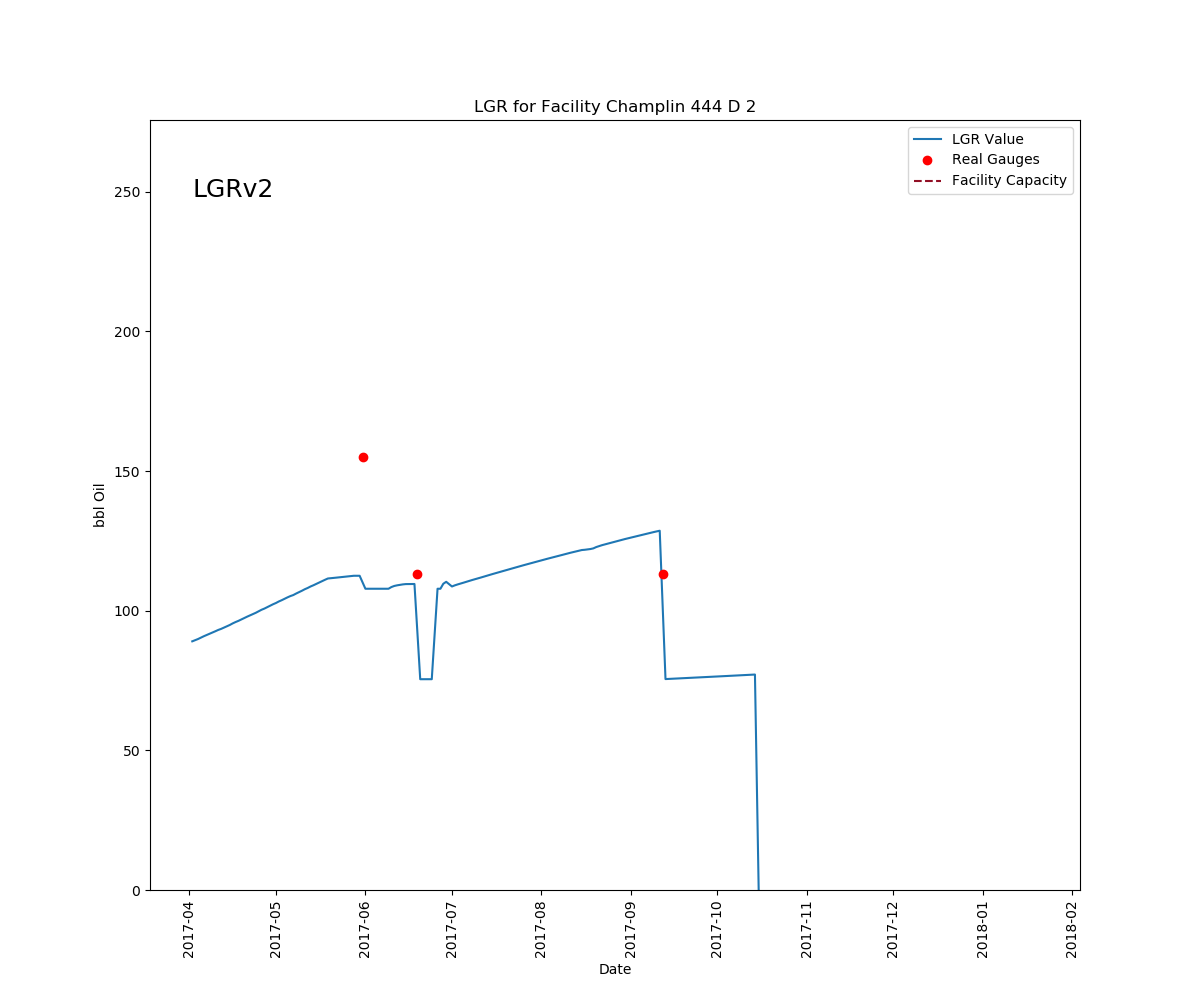 LGR for Facility Champlin 444 D 2
LGR Value
Real Gauges
Facility Capacity
LGRv2
250
200
150
100
50
0
bbl Oil
2017-04
2017-05
2017-06
2017-07
2017-08
2017-09
2017-10
2017-11
2017-12
2018-01
2018-02
Date